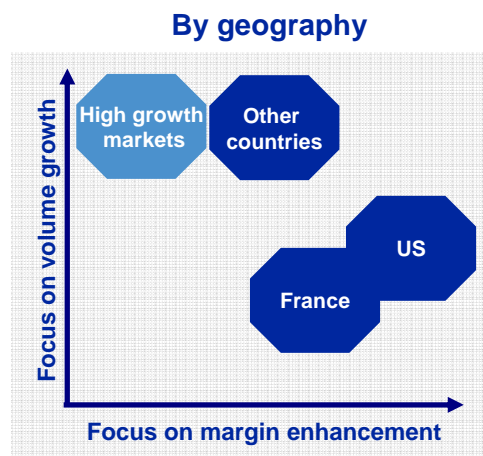 By geography
Focus on volume growth
High growth
markets
Other
countries
US
France
Focus on margin enhancement